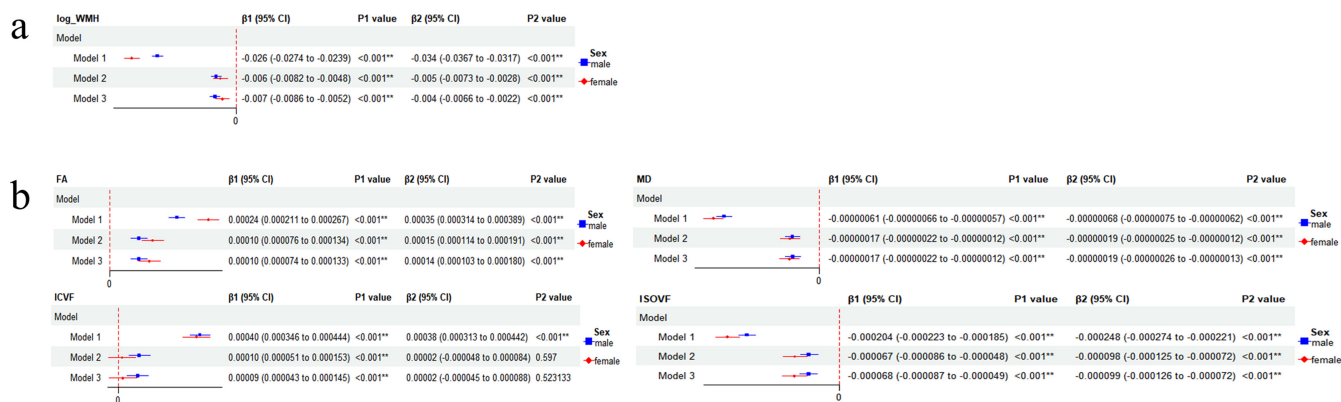 a
log_WMH β1 (95% CI) P1 value β2 (95% CI) P2 value
Model
Model 1 -0.026 (-0.0274 to -0.0239) <0.001** -0.034 (-0.0367 to -0.0317) <0.001**
Model 2 -0.006 (-0.0082 to -0.0048) <0.001** -0.005 (-0.0073 to -0.0028) <0.001**
Model 3 -0.007 (-0.0086 to -0.0052) <0.001** -0.004 (-0.0066 to -0.0022) <0.001**
0
Sex
male
female
b
FA β1 (95% CI) P1 value β2 (95% CI) P2 value
Model
Model 1 0.00024 (0.000211 to 0.000267) <0.001** 0.00035 (0.000314 to 0.000389) <0.001**
Model 2 0.00010 (0.000076 to 0.000134) <0.001** 0.00015 (0.000114 to 0.000191) <0.001**
Model 3 0.00010 (0.000074 to 0.000133) <0.001** 0.00014 (0.000103 to 0.000180) <0.001**
0
Sex
male
female
MD β1 (95% CI) P1 value β2 (95% CI) P2 value
Model
Model 1 -0.00000061 (-0.00000066 to -0.00000057) <0.001** -0.00000068 (-0.00000075 to -0.00000062) <0.001**
Model 2 -0.00000017 (-0.00000022 to -0.00000012) <0.001** -0.00000019 (-0.00000025 to -0.00000012) <0.001**
Model 3 -0.00000017 (-0.00000022 to -0.00000012) <0.001** -0.00000019 (-0.00000026 to -0.00000013) <0.001**
0
Sex
male
female
ICVF β1 (95% CI) P1 value β2 (95% CI) P2 value
Model
Model 1 0.00040 (0.000346 to 0.000444) <0.001** 0.00038 (0.000313 to 0.000442) <0.001**
Model 2 0.00010 (0.000051 to 0.000153) <0.001** 0.00002 (-0.000048 to 0.000084) 0.597
Model 3 0.00009 (0.000043 to 0.000145) <0.001** 0.00002 (-0.000045 to 0.000088) 0.523133
0
Sex
male
female
ISOVF β1 (95% CI) P1 value β2 (95% CI) P2 value
Model
Model 1 -0.000204 (-0.000223 to -0.000185) <0.001** -0.000248 (-0.000274 to -0.000221) <0.001**
Model 2 -0.000067 (-0.000086 to -0.000048) <0.001** -0.000098 (-0.000125 to -0.000072) <0.001**
Model 3 -0.000068 (-0.000087 to -0.000049) <0.001** -0.000099 (-0.000126 to -0.000072) <0.001**
0
Sex
male
female